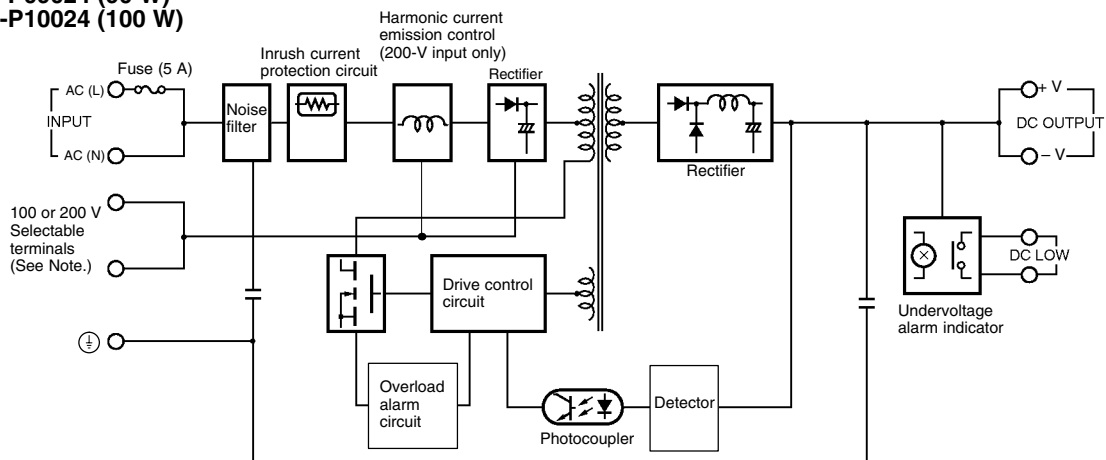 -P10024 (100 W)
Harmonic current
emission control
(200-V input only)
Inrush current
protection circuit
Fuse (5 A)
Rectifier
AC (L)
INPUT
AC (N)
Noise
filter
+ V
DC OUTPUT
– V
Rectifier
100 or 200 V
Selectable
terminals
(See Note.)
DC LOW
Drive control
circuit
Undervoltage
alarm indicator
Overload
alarm
circuit
Detector
Photocoupler